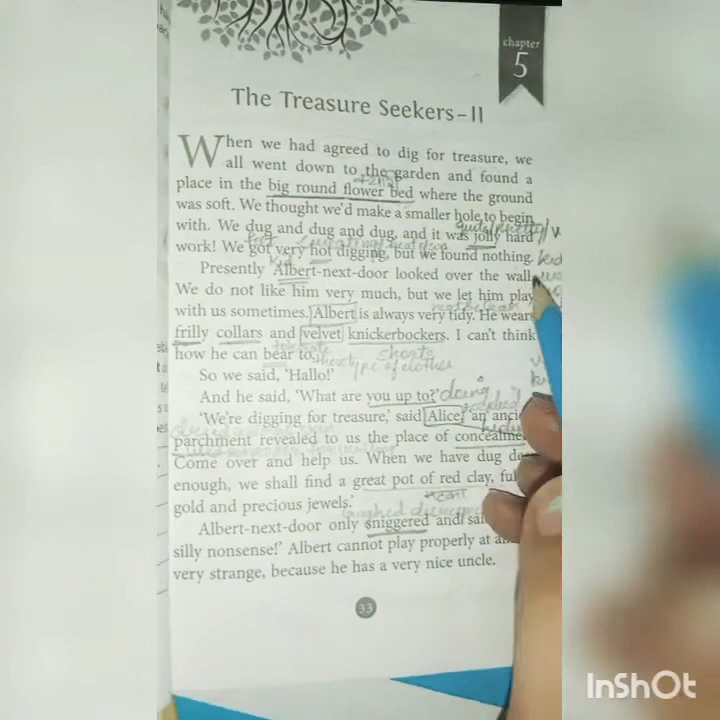 chapter
5
The Treasure Seekers–II
When we had agreed to dig for treasure, we
all went down to the garden and found a
place in the big round flower bed where the ground
was soft. We thought we'd make a smaller hole to begin
with. We dug and dug and dug, and it was jolly hard
work! We got very hot digging, but we found nothing.
Presently Albert-next-door looked over the wall.
We do not like him very much, but we let him play
with us sometimes. Albert is always very tidy. He wears
frilly collars and velvet knickerbockers. I can't think
how he can bear to.
shorts
type of clothes
So we said, 'Hallo!'
And he said, 'What are you up to?' doing
'We're digging for treasure,' said Alice; 'an
parchment revealed to us the place of
Come over and help us. When we have dug
enough, we shall find a great pot of red clay,
gold and precious jewels.'
Albert-next-door only sniggered and
silly nonsense!' Albert cannot play properly at
very strange, because he has a very nice uncle.
33
InShOt